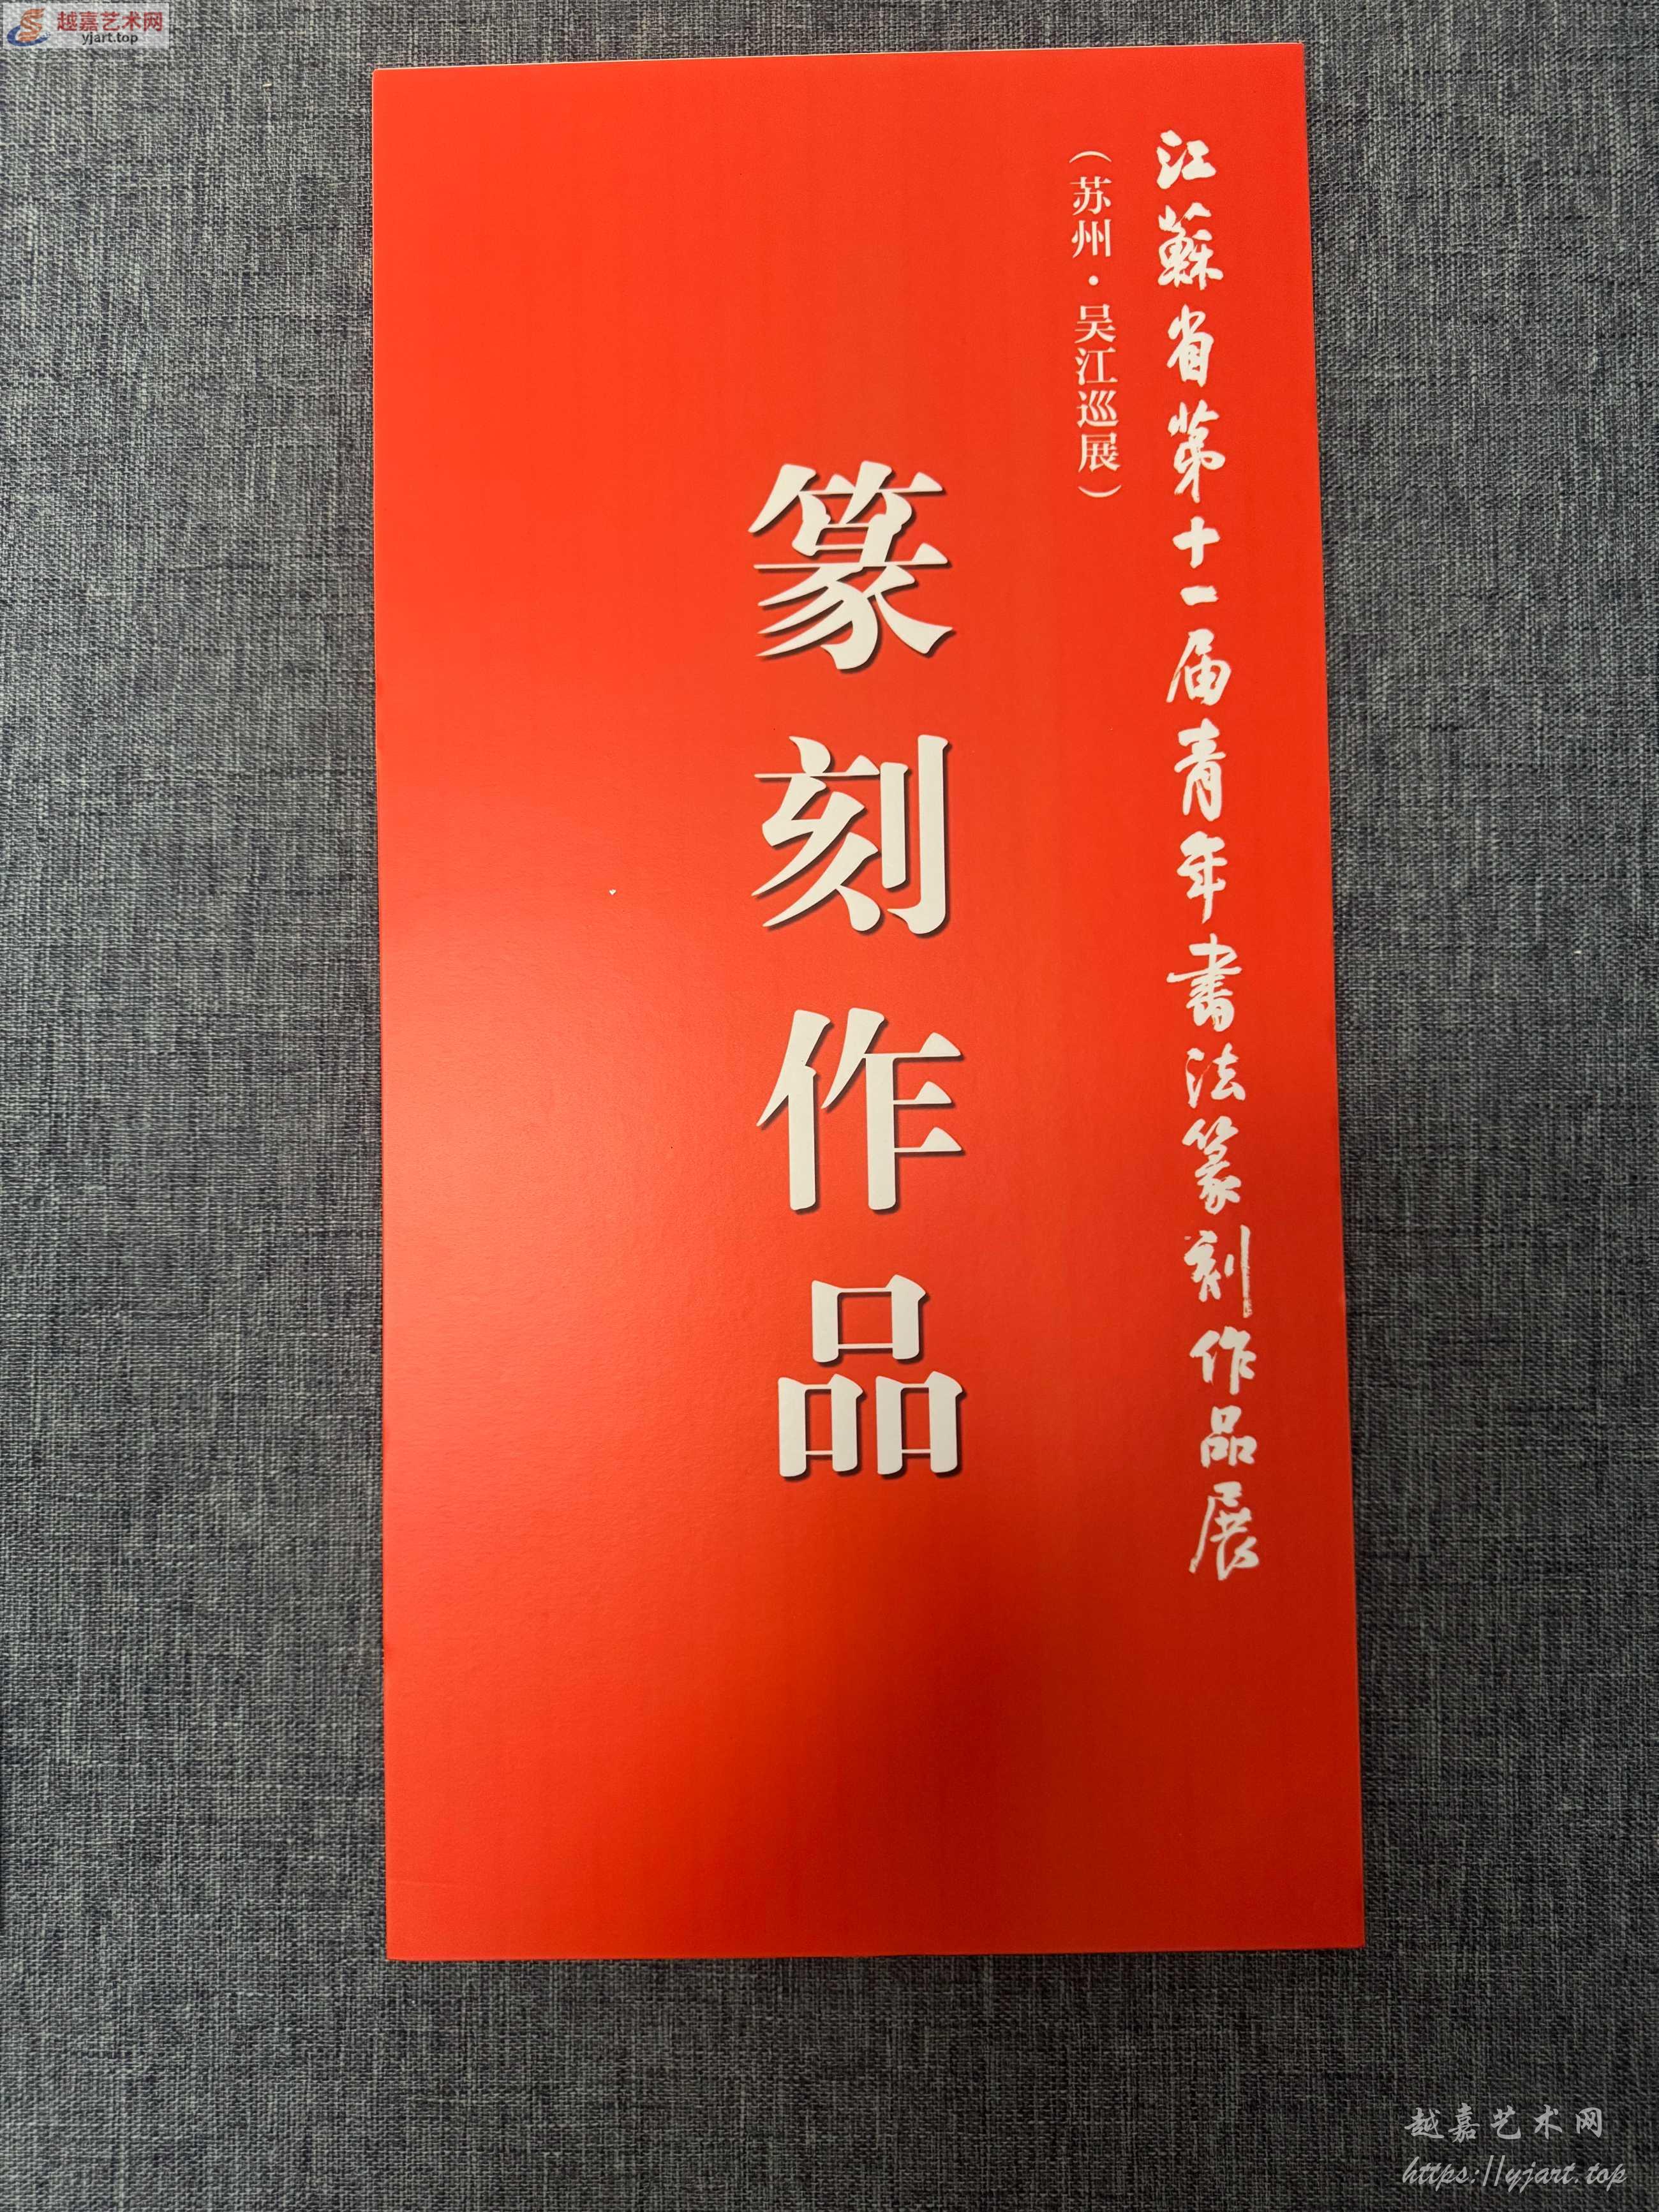 越嘉艺术网
yjart.top
江蘇省第十一届青年書法篆刻作品展
（苏州·吴江巡展）
篆刻作品
越嘉艺术网
https://yjart.top